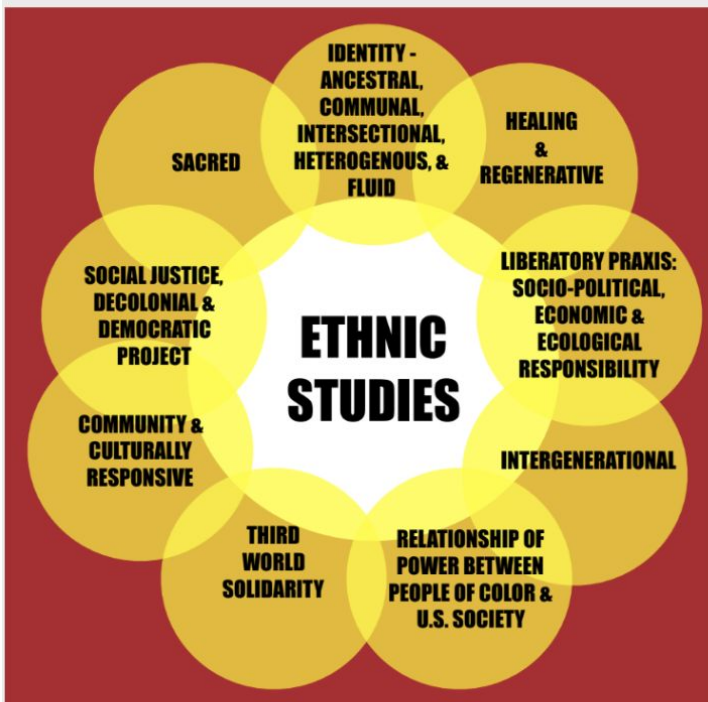 IDENTITY -
ANCESTRAL,
COMMUNAL,
INTERSECTIONAL,
HETEROGENOUS, &
FLUID
HEALING
&
REGENERATIVE
LIBERATORY PRAXIS:
SOCIO-POLITICAL,
ECONOMIC &
ECOLOGICAL
RESPONSIBILITY
INTERGENERATIONAL
RELATIONSHIP OF
POWER BETWEEN
PEOPLE OF COLOR &
U.S. SOCIETY
THIRD
WORLD
SOLIDARITY
COMMUNITY &
CULTURALLY
RESPONSIVE
SOCIAL JUSTICE,
DECOLONIAL &
DEMOCRATIC
PROJECT
SACRED
ETHNIC
STUDIES